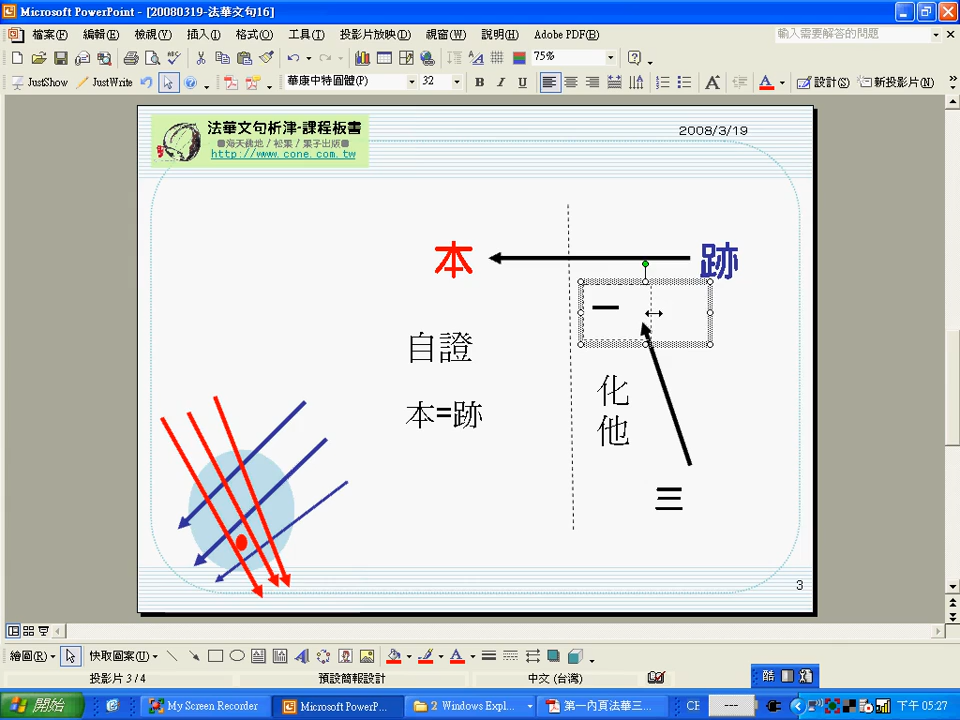 Microsoft PowerPoint - [20080319-法華文句16]
檔案(F) 編輯(E) 檢視(V) 插入(I) 格式(O) 工具(T) 投影片放映(D) 視窗(W) 說明(H) Adobe PDF(B) 輸入需要解答的問題
75%
JustShow JustWrite 華康中特圓體(P) 32 B I U A A 設計(S) 新投影片(N)
法華文句析津-課程板書
■海天佛地/松栗/栗子出版■
http://www.cone.com.tw
2008/3/19
本 跡
一
自證
本=跡
化他
三
3
繪圖(R) 快取圖案(U)
投影片 3 / 4 預設簡報設計 中文 (台灣)
酷
開始 My Screen Recorder Microsoft PowerP... 2 Windows Expl... 第一內頁法華三... CE --- 下午 05:27